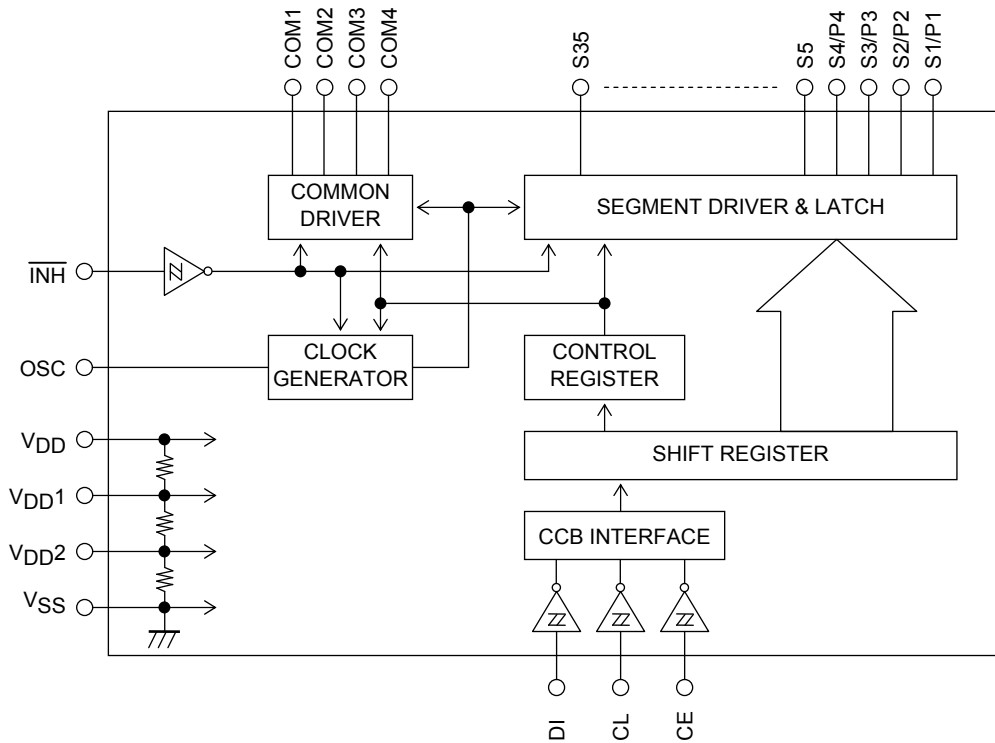 COM1
COM2
COM3
COM4
S35
S5
S4/P4
S3/P3
S2/P2
S1/P1
COMMON
DRIVER
SEGMENT DRIVER & LATCH
INH
OSC
CLOCK
GENERATOR
CONTROL
REGISTER
VDD
SHIFT REGISTER
VDD1
CCB INTERFACE
VDD2
VSS
DI
CL
CE